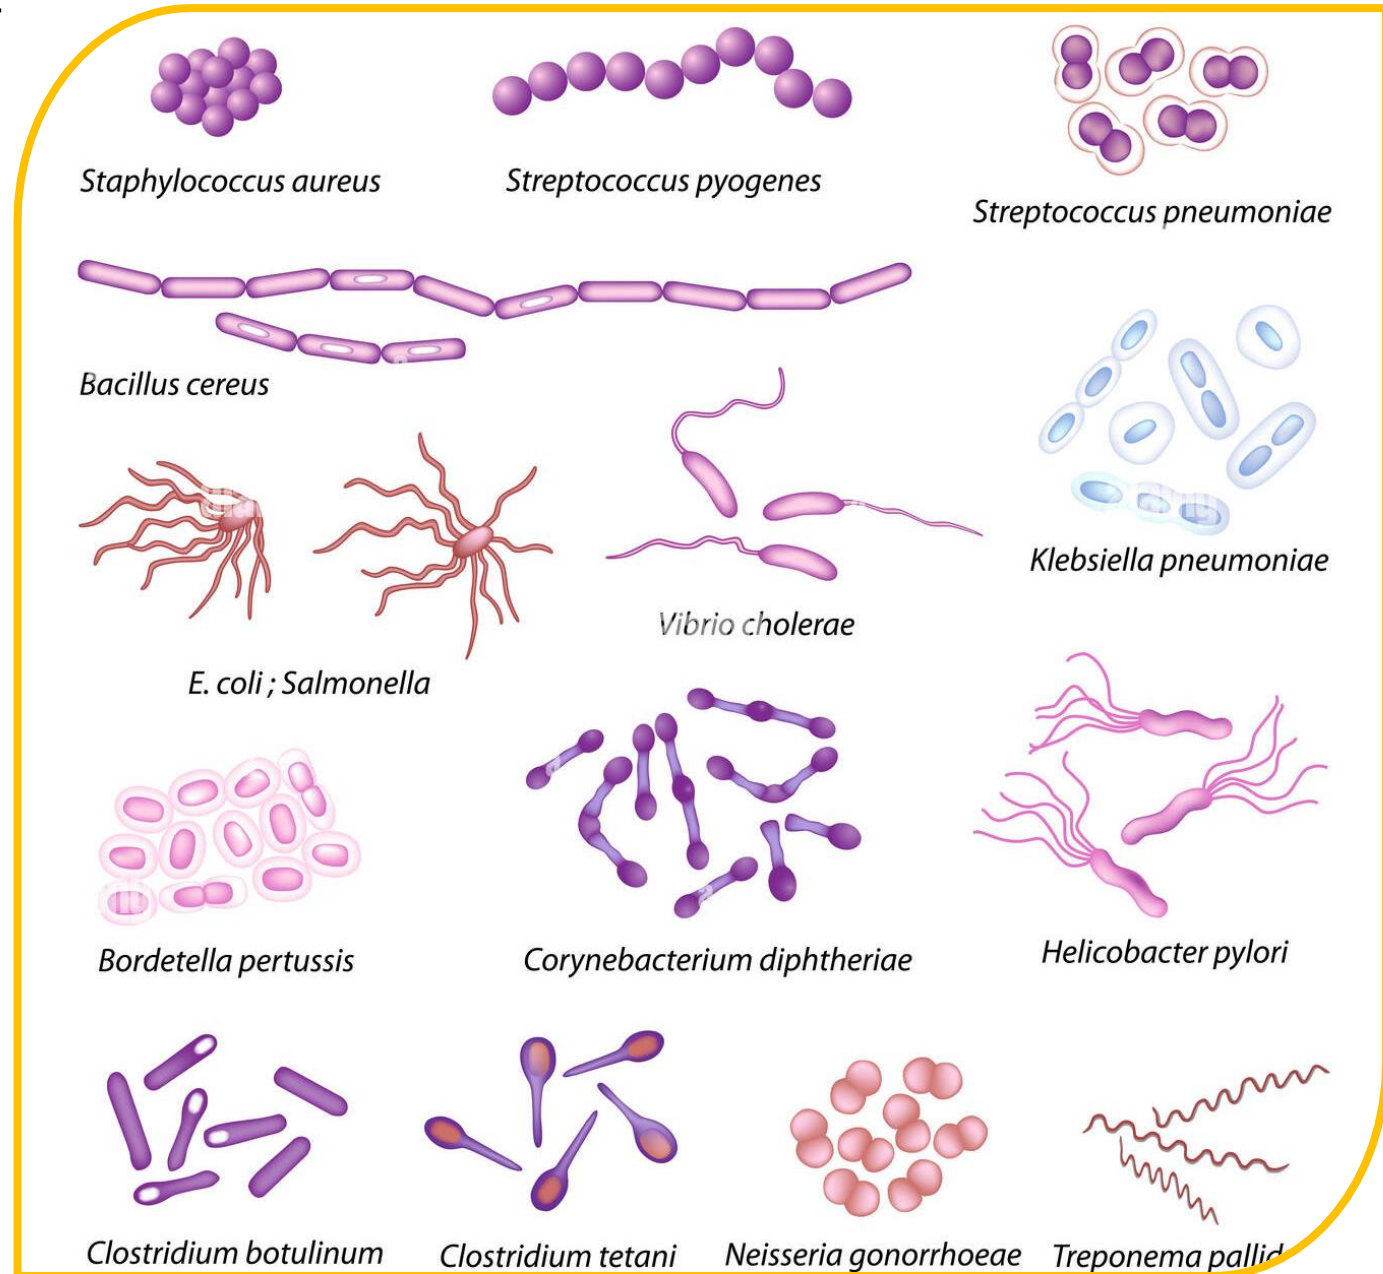 Staphylococcus aureus
Streptococcus pyogenes
Streptococcus pneumoniae
Bacillus cereus
Klebsiella pneumoniae
Vibrio cholerae
E. coli ; Salmonella
Bordetella pertussis
Corynebacterium diphtheriae
Helicobacter pylori
Clostridium botulinum
Clostridium tetani
Neisseria gonorrhoeae
Treponema pallid